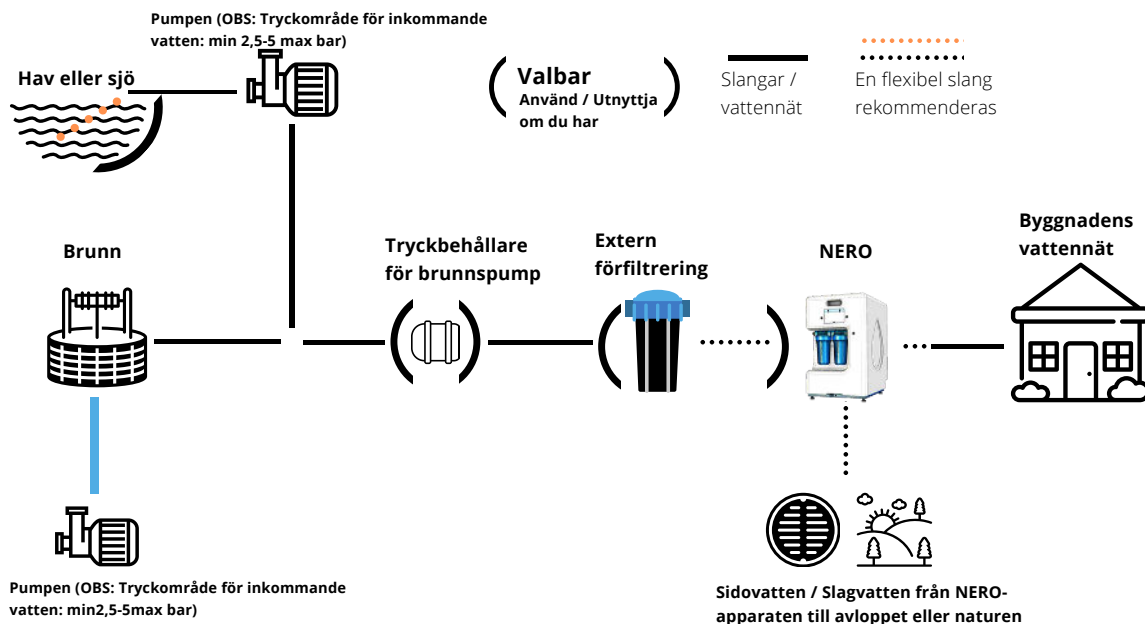 Pumpen (OBS: Tryckområde för inkommande
vatten: min 2,5-5 max bar)
Hav eller sjö
Valbar
Använd / Utnyttja
om du har
Slangar /
vattennät
En flexibel slang
rekommenderas
Brunn
Tryckbehållare
för brunnspump
Extern
förfiltrering
NERO
Byggnadens
vattennät
Pumpen (OBS: Tryckområde för inkommande
vatten: min2,5-5max bar)
Sidovatten / Slagvatten från NERO-
apparaten till avloppet eller naturen